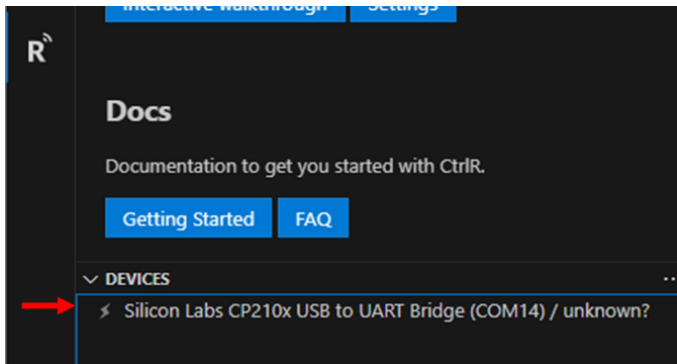 Interactive walkthrough Settings
R
Docs
Documentation to get you started with CtrlR.
Getting Started FAQ
DEVICES
Silicon Labs CP210x USB to UART Bridge (COM14) / unknown?